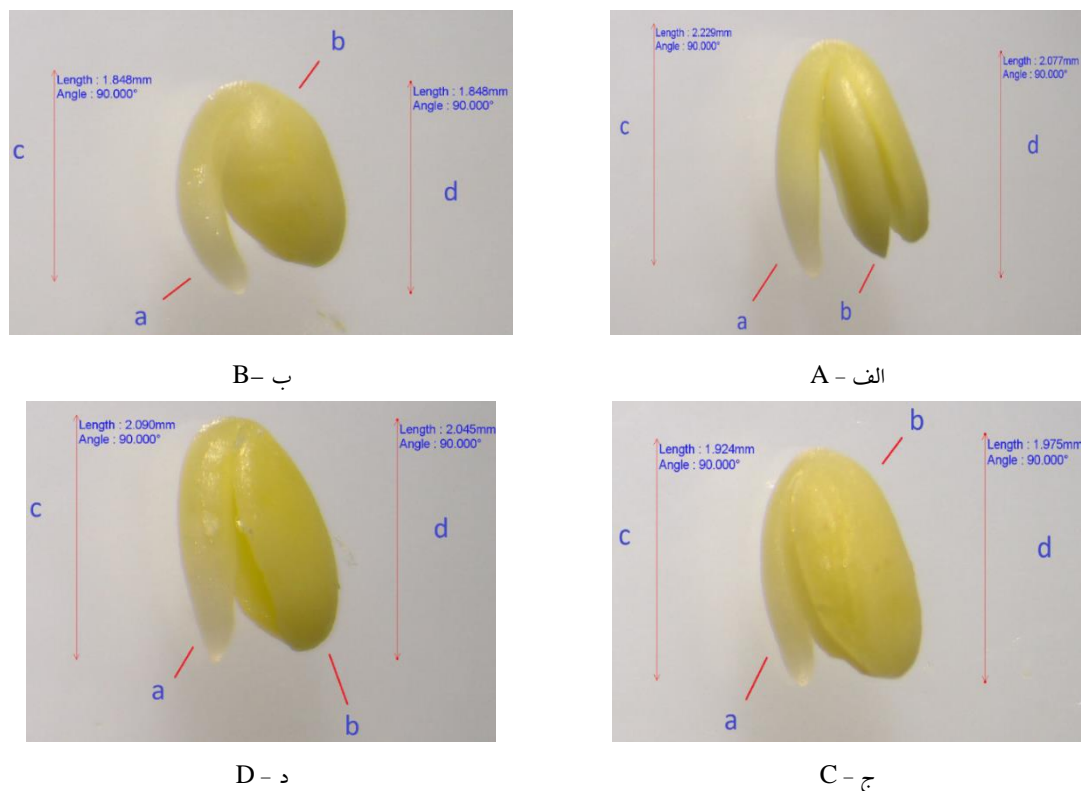 b
Length : 1.848mm
Angle : 90.000°
Length : 1.848mm
Angle : 90.000°
c
d
a
ب – B
Length : 2.229mm
Angle : 90.000°
Length : 2.077mm
Angle : 90.000°
c
d
a
b
الف - A
Length : 2.090mm
Angle : 90.000°
Length : 2.045mm
Angle : 90.000°
c
d
a
b
د - D
b
Length : 1.924mm
Angle : 90.000°
Length : 1.975mm
Angle : 90.000°
c
d
a
ج - C